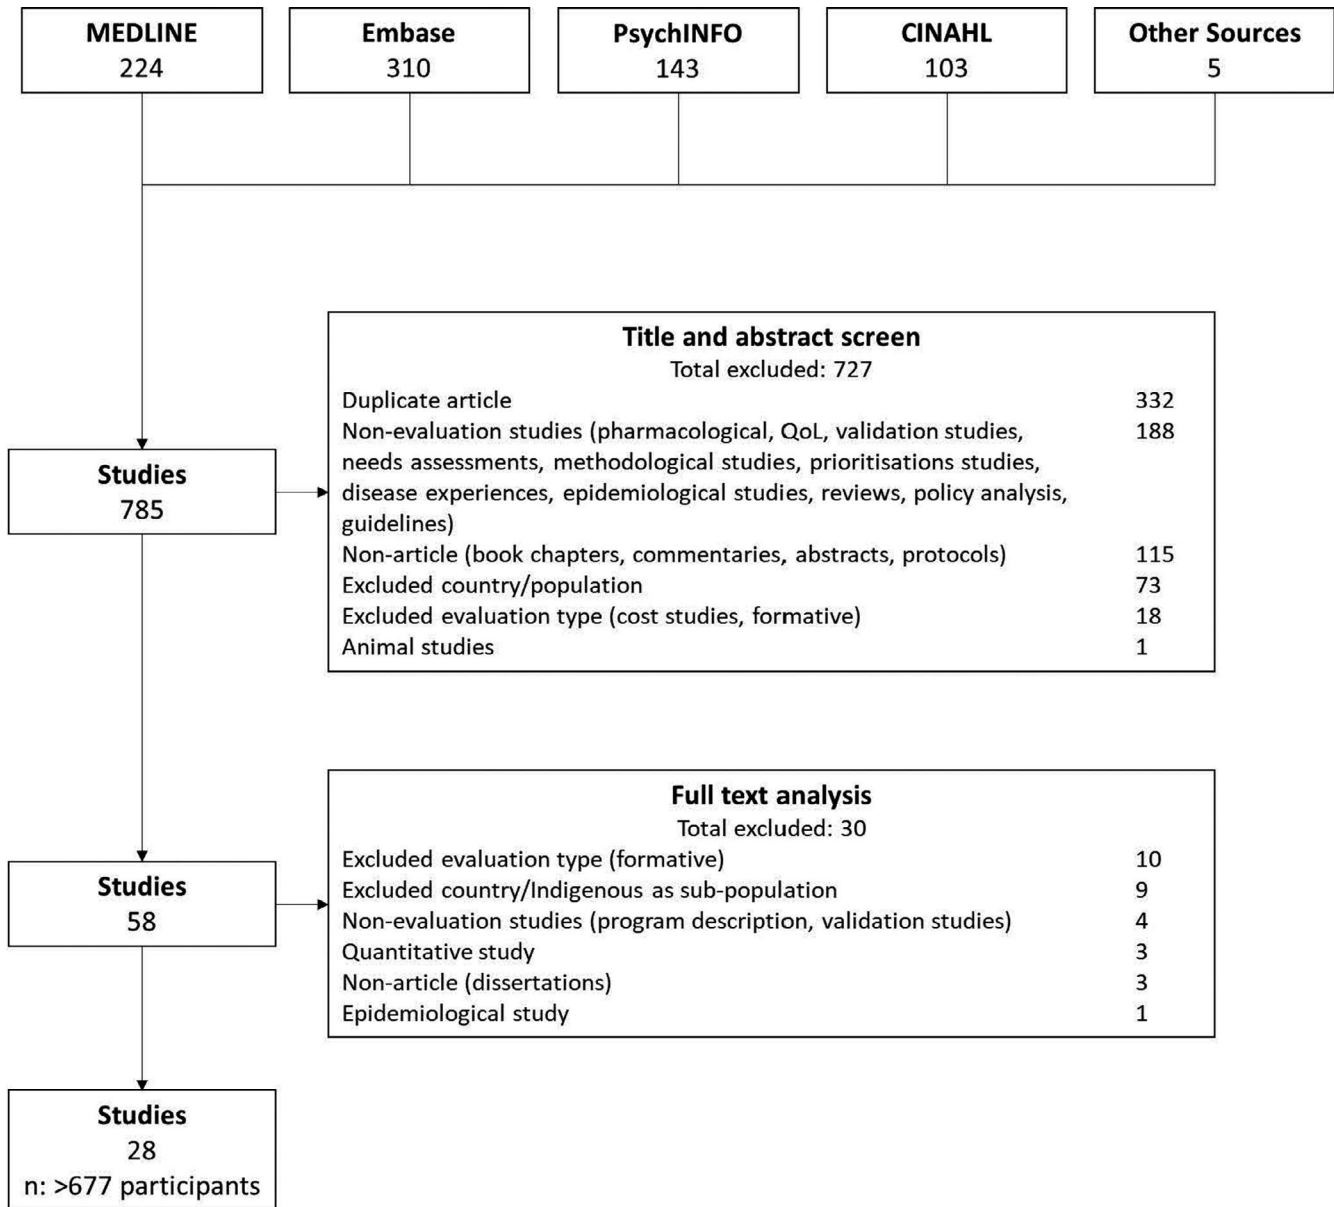 MEDLINE
224
Embase
310
PsychINFO
143
CINAHL
103
Other Sources
5
Title and abstract screen
Total excluded: 727
Duplicate article 332
Non-evaluation studies (pharmacological, QoL, validation studies, 188
needs assessments, methodological studies, prioritisations studies,
disease experiences, epidemiological studies, reviews, policy analysis,
guidelines)
Non-article (book chapters, commentaries, abstracts, protocols) 115
Excluded country/population 73
Excluded evaluation type (cost studies, formative) 18
Animal studies 1
Studies
785
Full text analysis
Total excluded: 30
Excluded evaluation type (formative) 10
Excluded country/Indigenous as sub-population 9
Non-evaluation studies (program description, validation studies) 4
Quantitative study 3
Non-article (dissertations) 3
Epidemiological study 1
Studies
58
Studies
28
n: >677 participants